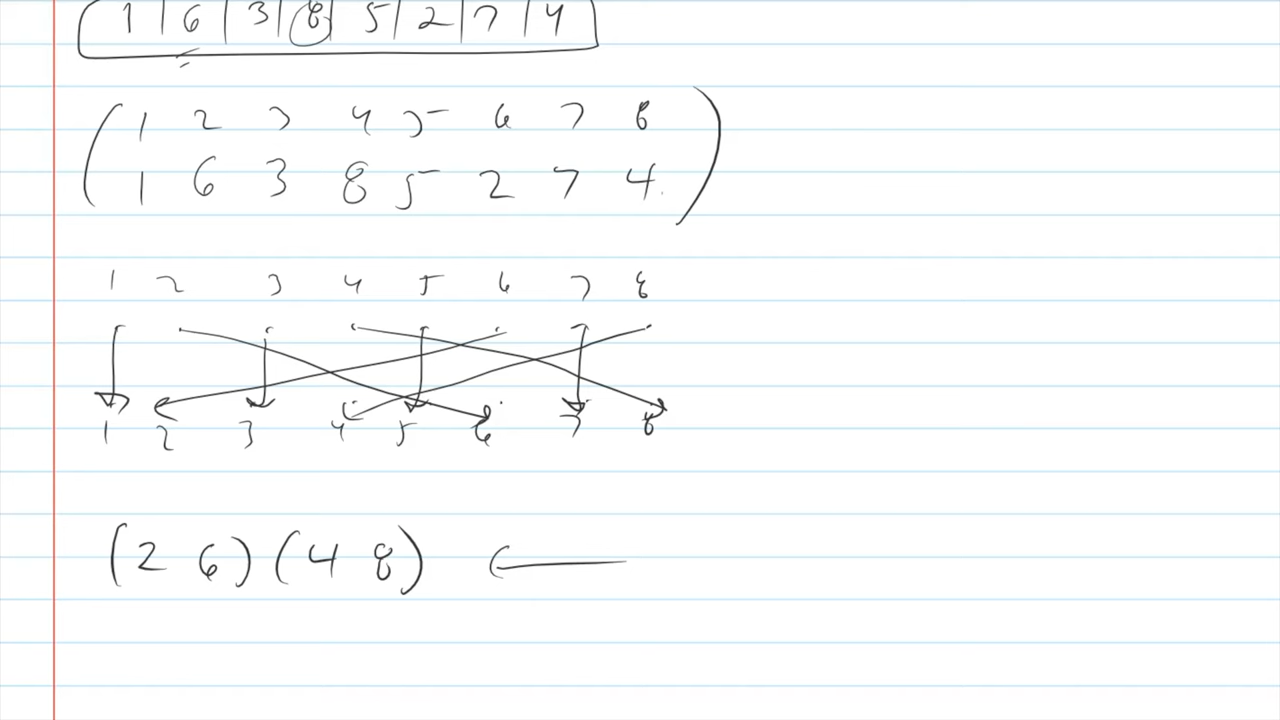 1 | 6 | 3 | 8 | 5 | 2 | 7 | 4
( 1 2 3 4 5 6 7 8
1 6 3 8 5 2 7 4 )
1 2 3 4 5 6 7 8
1 2 3 4 5 6 7 8
(2 6)(4 8) ←